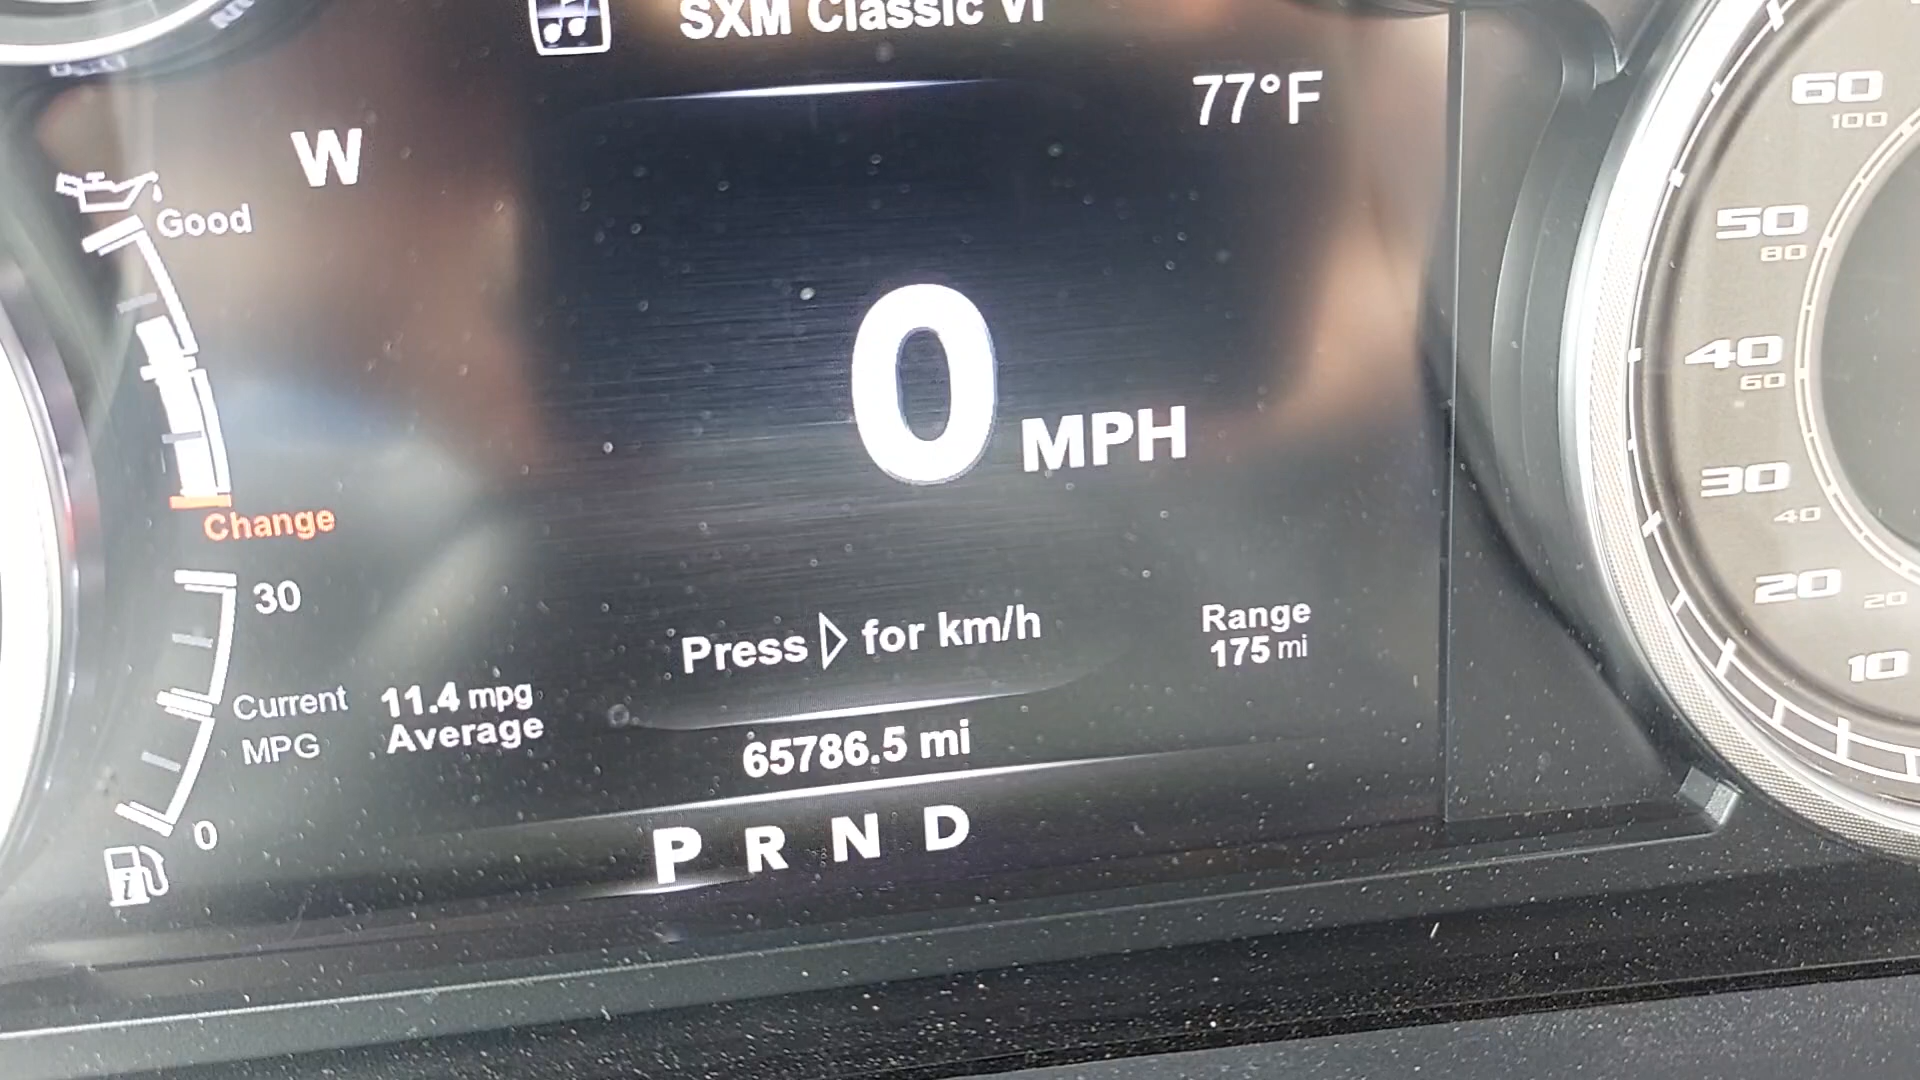 SXM Classic Vi
77°F
W
Good
0 MPH
Change
30
Current
MPG
11.4 mpg
Average
0
Press ▷ for km/h
Range
175 mi
65786.5 mi
P R N D
60
100
50
80
40
60
30
40
20
20
10